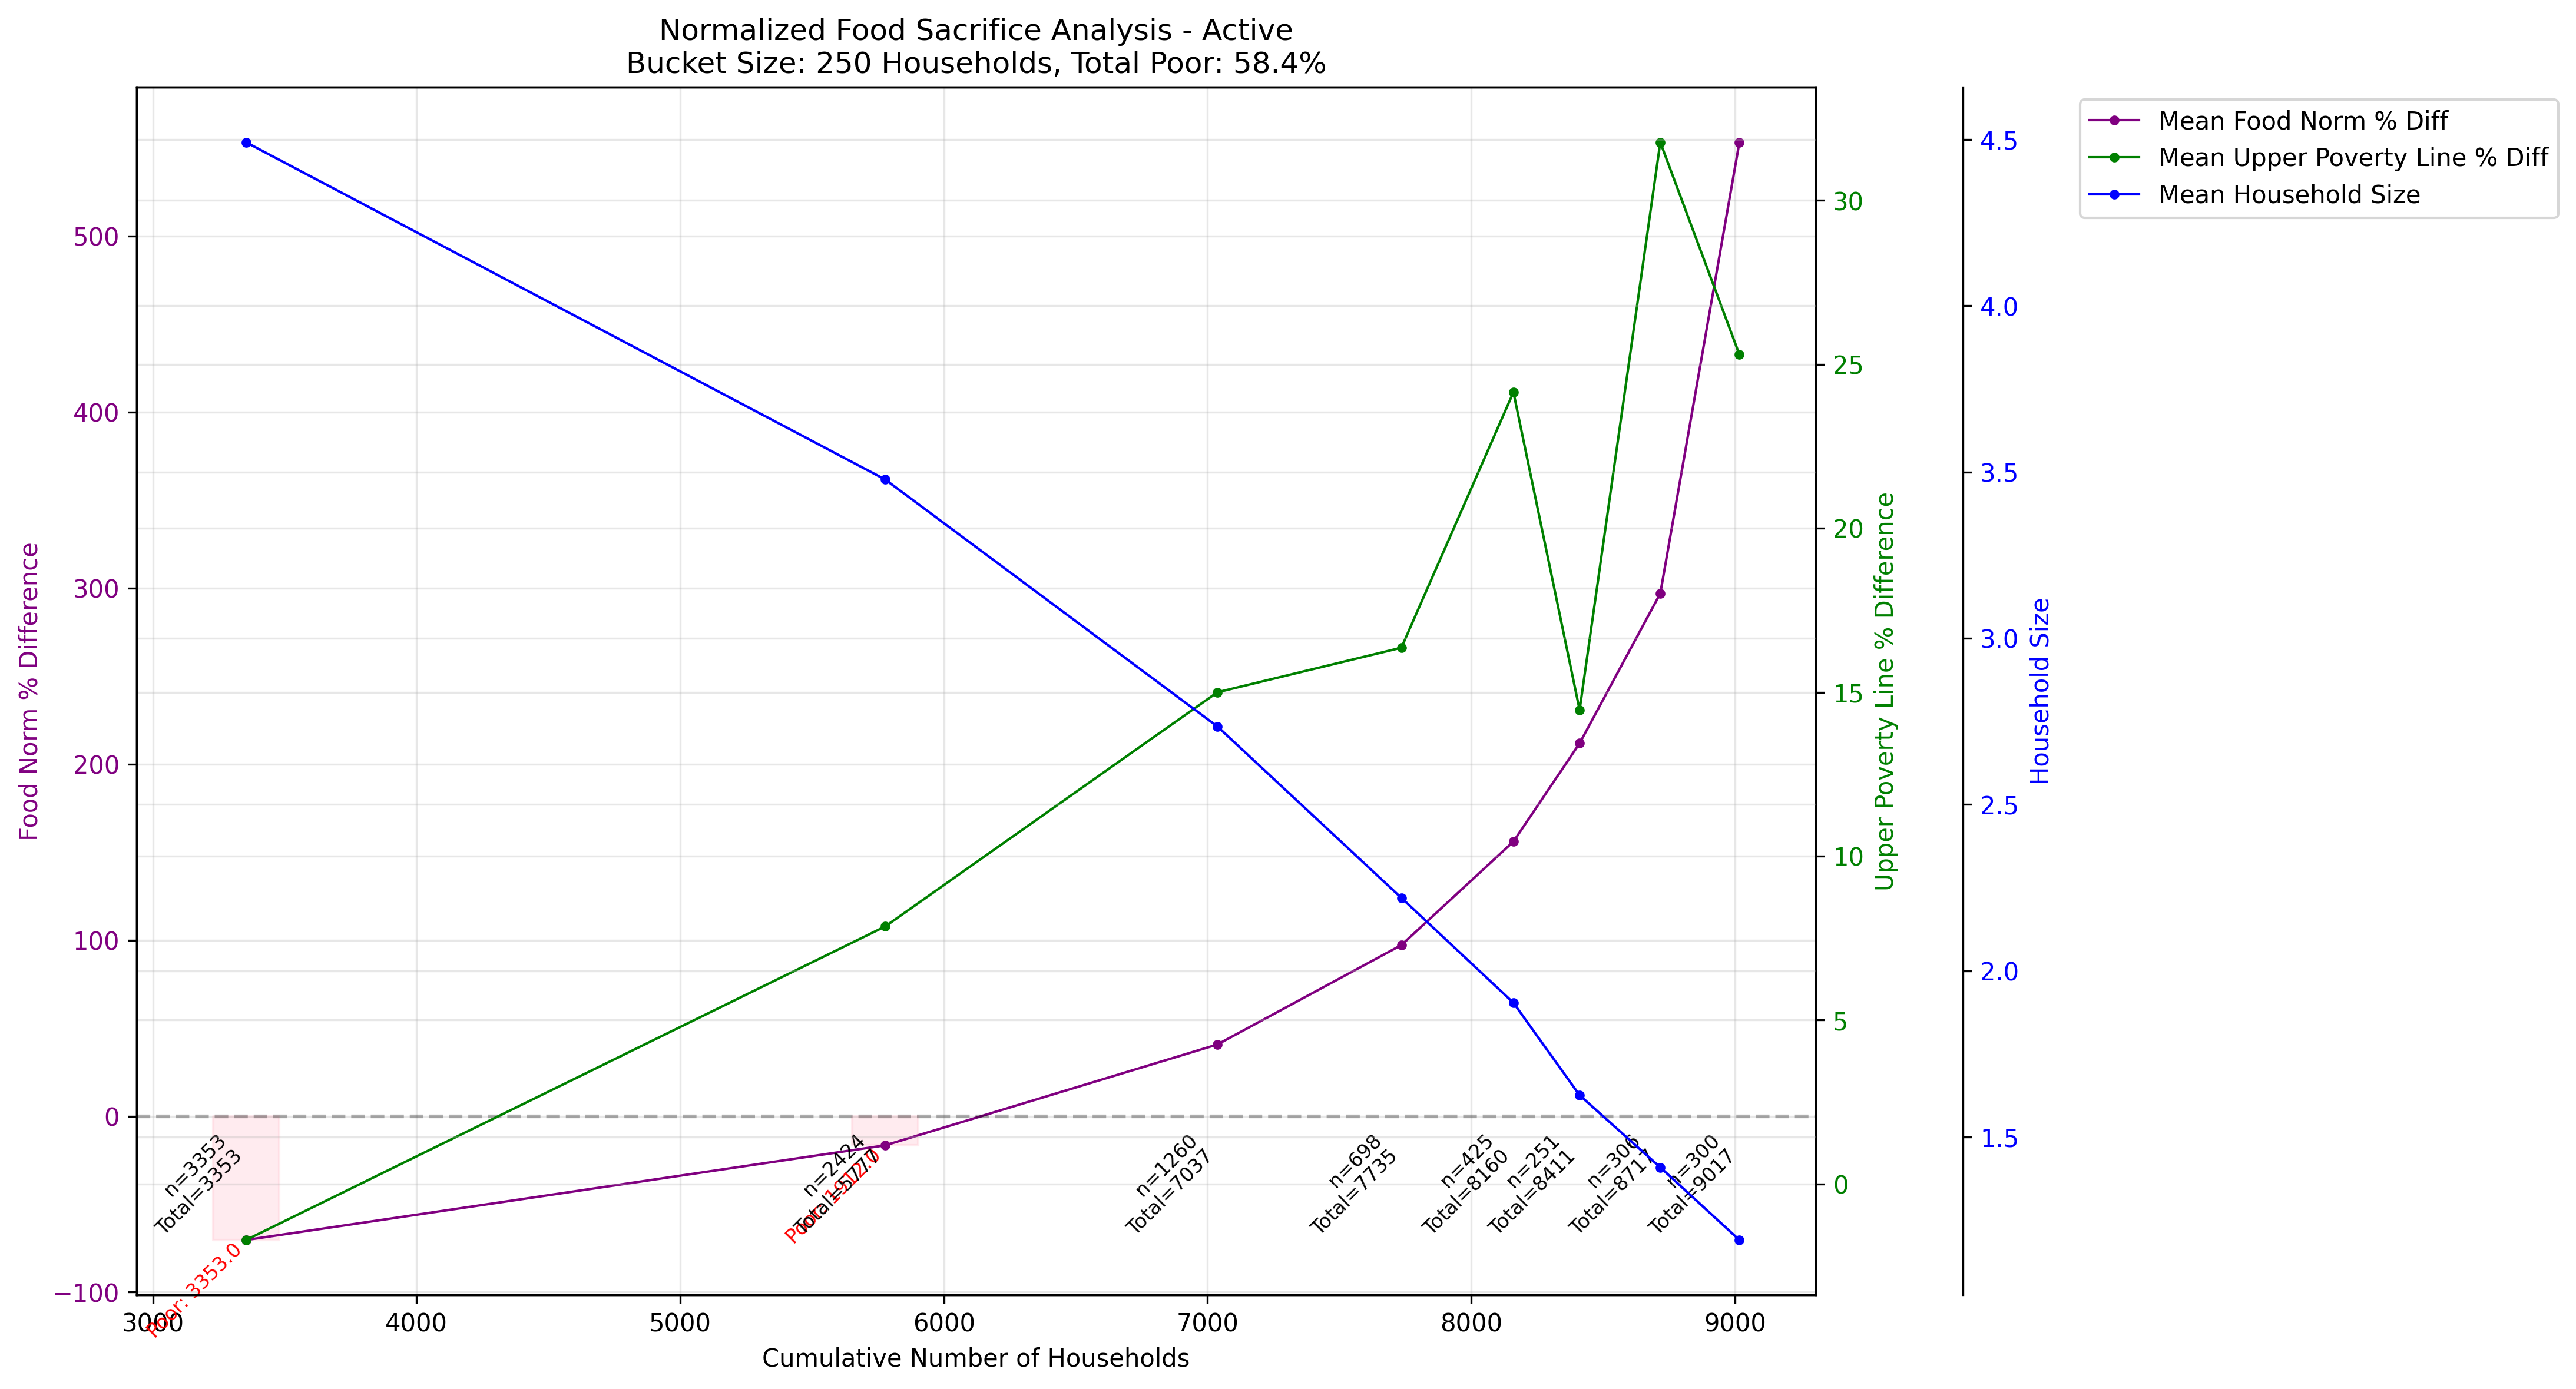 Normalized Food Sacrifice Analysis - Active
Bucket Size: 250 Households, Total Poor: 58.4%
Mean Food Norm % Diff
Mean Upper Poverty Line % Diff
Mean Household Size
Food Norm % Difference
500
400
300
200
100
0
−100
30
25
20
15
10
5
0
Upper Poverty Line % Difference
4.5
4.0
3.5
3.0
2.5
2.0
1.5
Household Size
n=3353
Total=3353
Poor: 3353.0
n=2424
Total=5777
n=1260
Total=7037
n=698
Total=7735
n=425
Total=8160
n=251
Total=8411
n=306
Total=8717
n=300
Total=9017
3000
4000
5000
6000
7000
8000
9000
Cumulative Number of Households